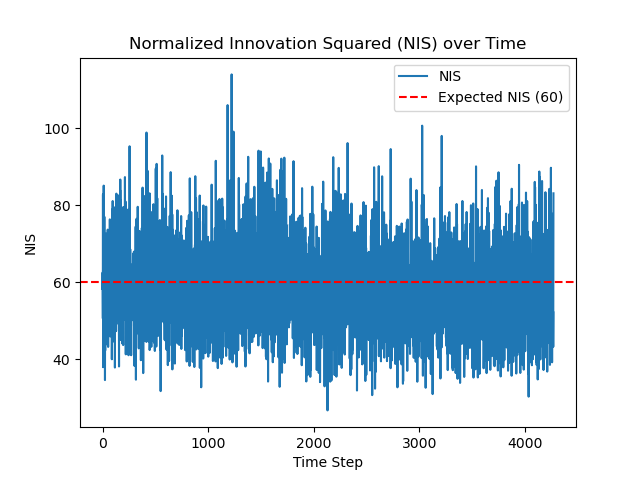 Normalized Innovation Squared (NIS) over Time
NIS
Expected NIS (60)
NIS
100
80
60
40
0
1000
2000
3000
4000
Time Step